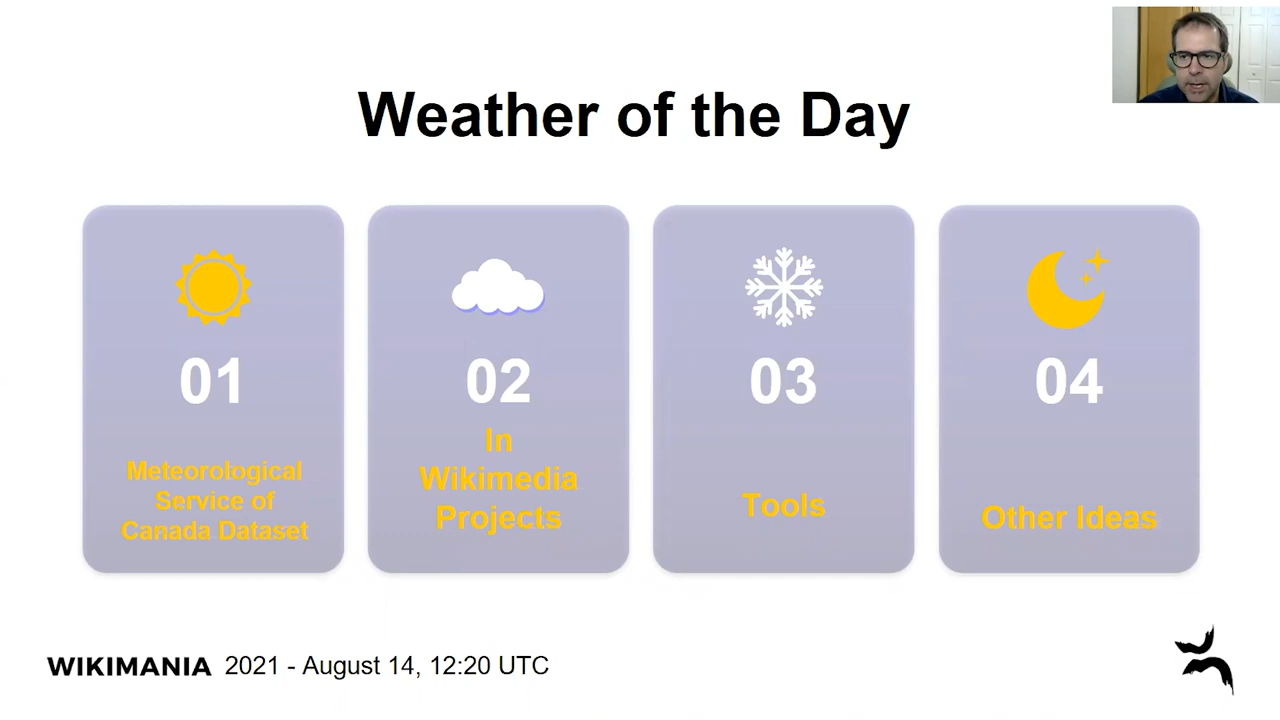 Weather of the Day
01
Meteorological
Service of
Canada Dataset
02
In
Wikimedia
Projects
03
Tools
04
Other Ideas
WIKIMANIA 2021 - August 14, 12:20 UTC